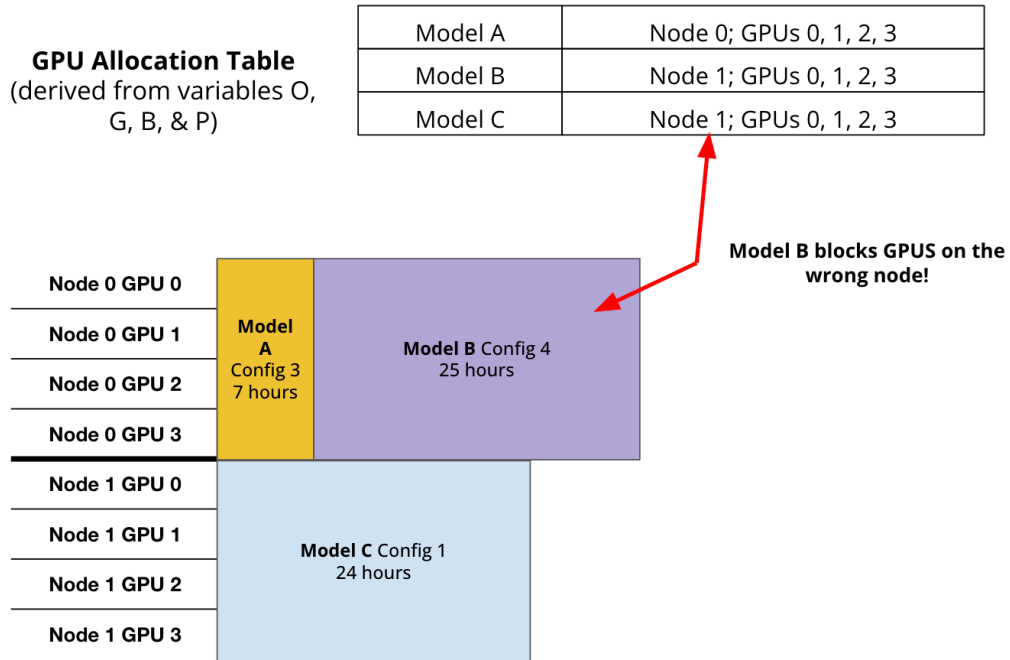 GPU Allocation Table
(derived from variables O,
G, B, & P)
Model A
Node 0; GPUs 0, 1, 2, 3
Model B
Node 1; GPUs 0, 1, 2, 3
Model C
Node 1; GPUs 0, 1, 2, 3
Model B blocks GPUS on the
wrong node!
Node 0 GPU 0
Node 0 GPU 1
Node 0 GPU 2
Node 0 GPU 3
Node 1 GPU 0
Node 1 GPU 1
Node 1 GPU 2
Node 1 GPU 3
Model
A
Config 3
7 hours
Model B Config 4
25 hours
Model C Config 1
24 hours